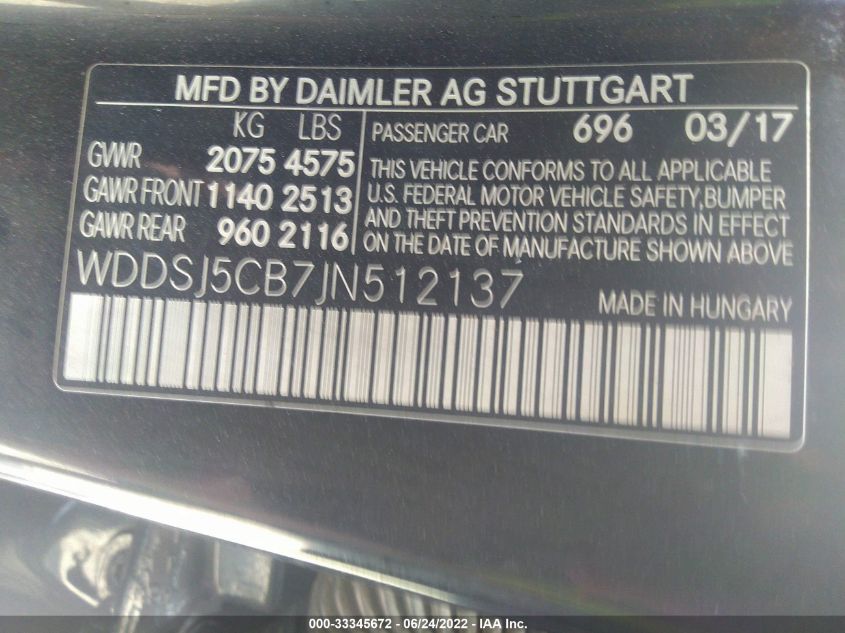 MFD BY DAIMLER AG STUTTGART
KG LBS
GVWR 2075 4575
GAWR FRONT 1140 2513
GAWR REAR 960 2116
PASSENGER CAR 696 03/17
THIS VEHICLE CONFORMS TO ALL APPLICABLE
U.S. FEDERAL MOTOR VEHICLE SAFETY,BUMPER
AND THEFT PREVENTION STANDARDS IN EFFECT
ON THE DATE OF MANUFACTURE SHOWN ABOVE
WDDSJ5CB7JN512137
MADE IN HUNGARY
000-33345672 / 06/24/2022 - IAA Inc.